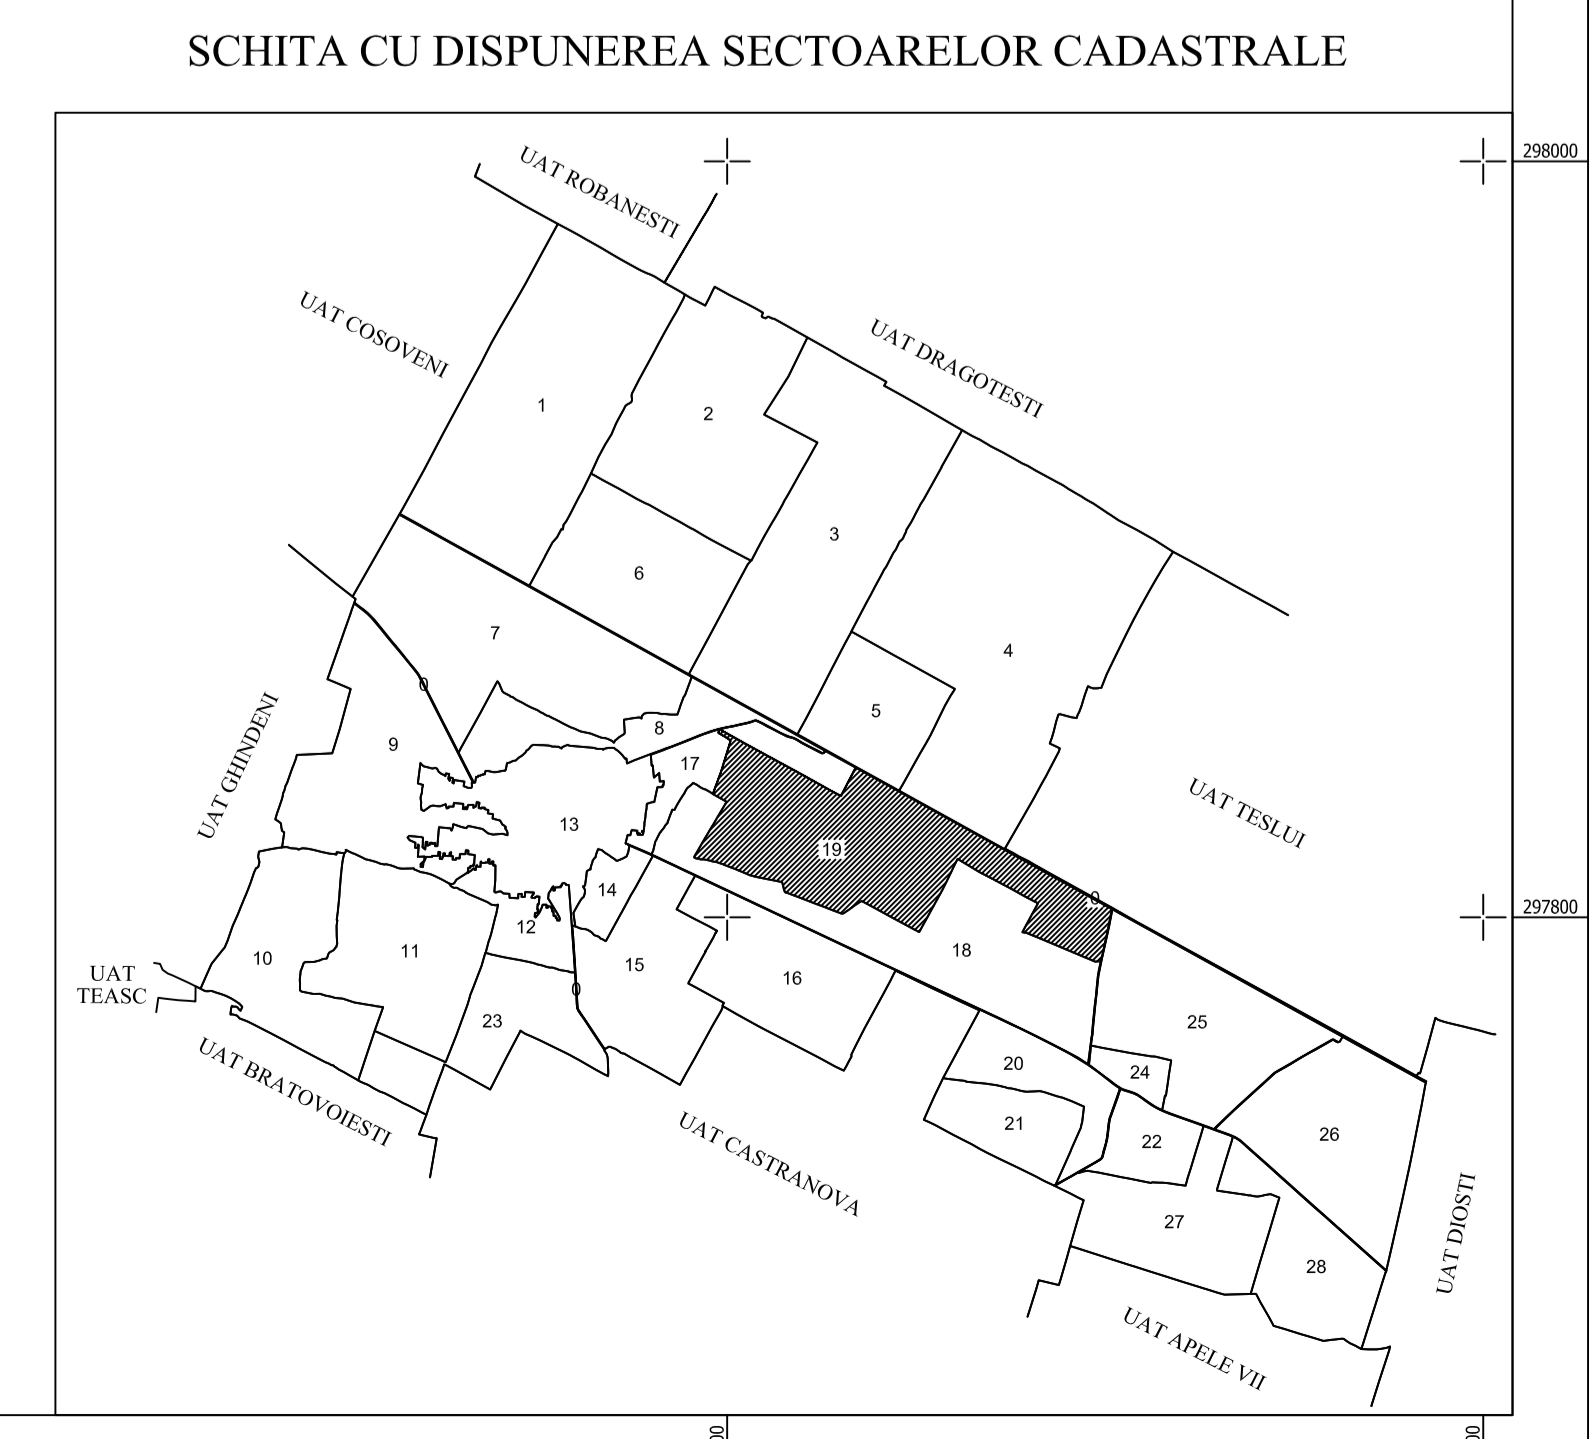 SCHITA CU DISPUNEREA SECTOARELOR CADASTRALE
298000
UAT ROBANESTI
UAT COSOVENI
UAT DRAGOTESTI
1
2
3
6
7
4
0
5
8
9
UAT GHINDENI
17
UAT TESLUI
13
19
14
0
297800
12
18
11
10
15
16
UAT
TEASC
0
23
25
UAT BRATOVOIESTI
20
24
21
22
26
UAT CASTRANOVA
27
UAT DIOSTI
28
UAT APELE VII
00
00